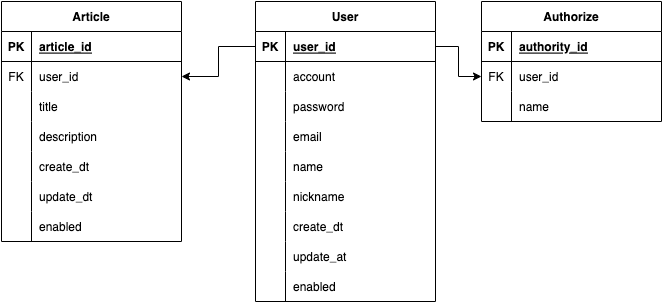 Article
PK article_id
FK user_id
title
description
create_dt
update_dt
enabled
User
PK user_id
account
password
email
name
nickname
create_dt
update_at
enabled
Authorize
PK authority_id
FK user_id
name